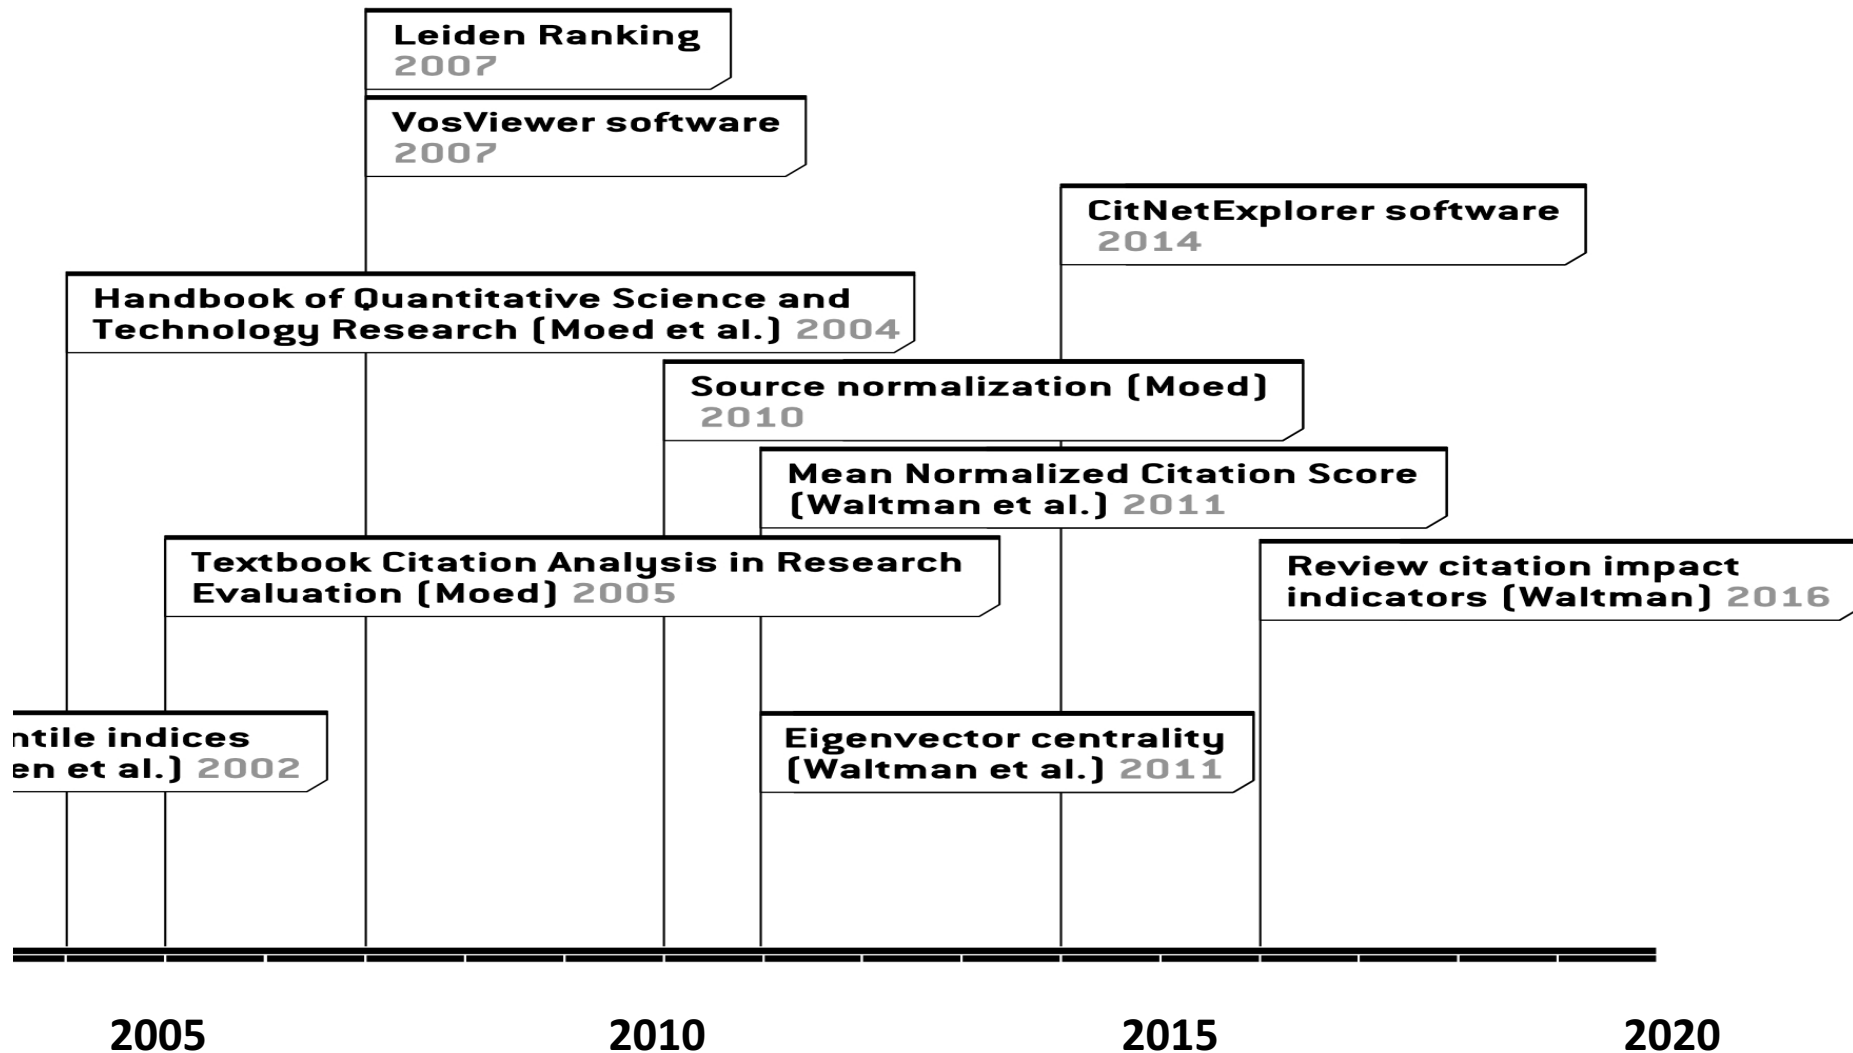 Leiden Ranking
2007
VosViewer software
2007
CitNetExplorer software
2014
Handbook of Quantitative Science and
Technology Research (Moed et al.) 2004
Source normalization (Moed)
2010
Mean Normalized Citation Score
(Waltman et al.) 2011
Textbook Citation Analysis in Research
Evaluation (Moed) 2005
Review citation impact
indicators (Waltman) 2016
ntile indices
en et al.) 2002
Eigenvector centrality
(Waltman et al.) 2011
2005 2010 2015 2020